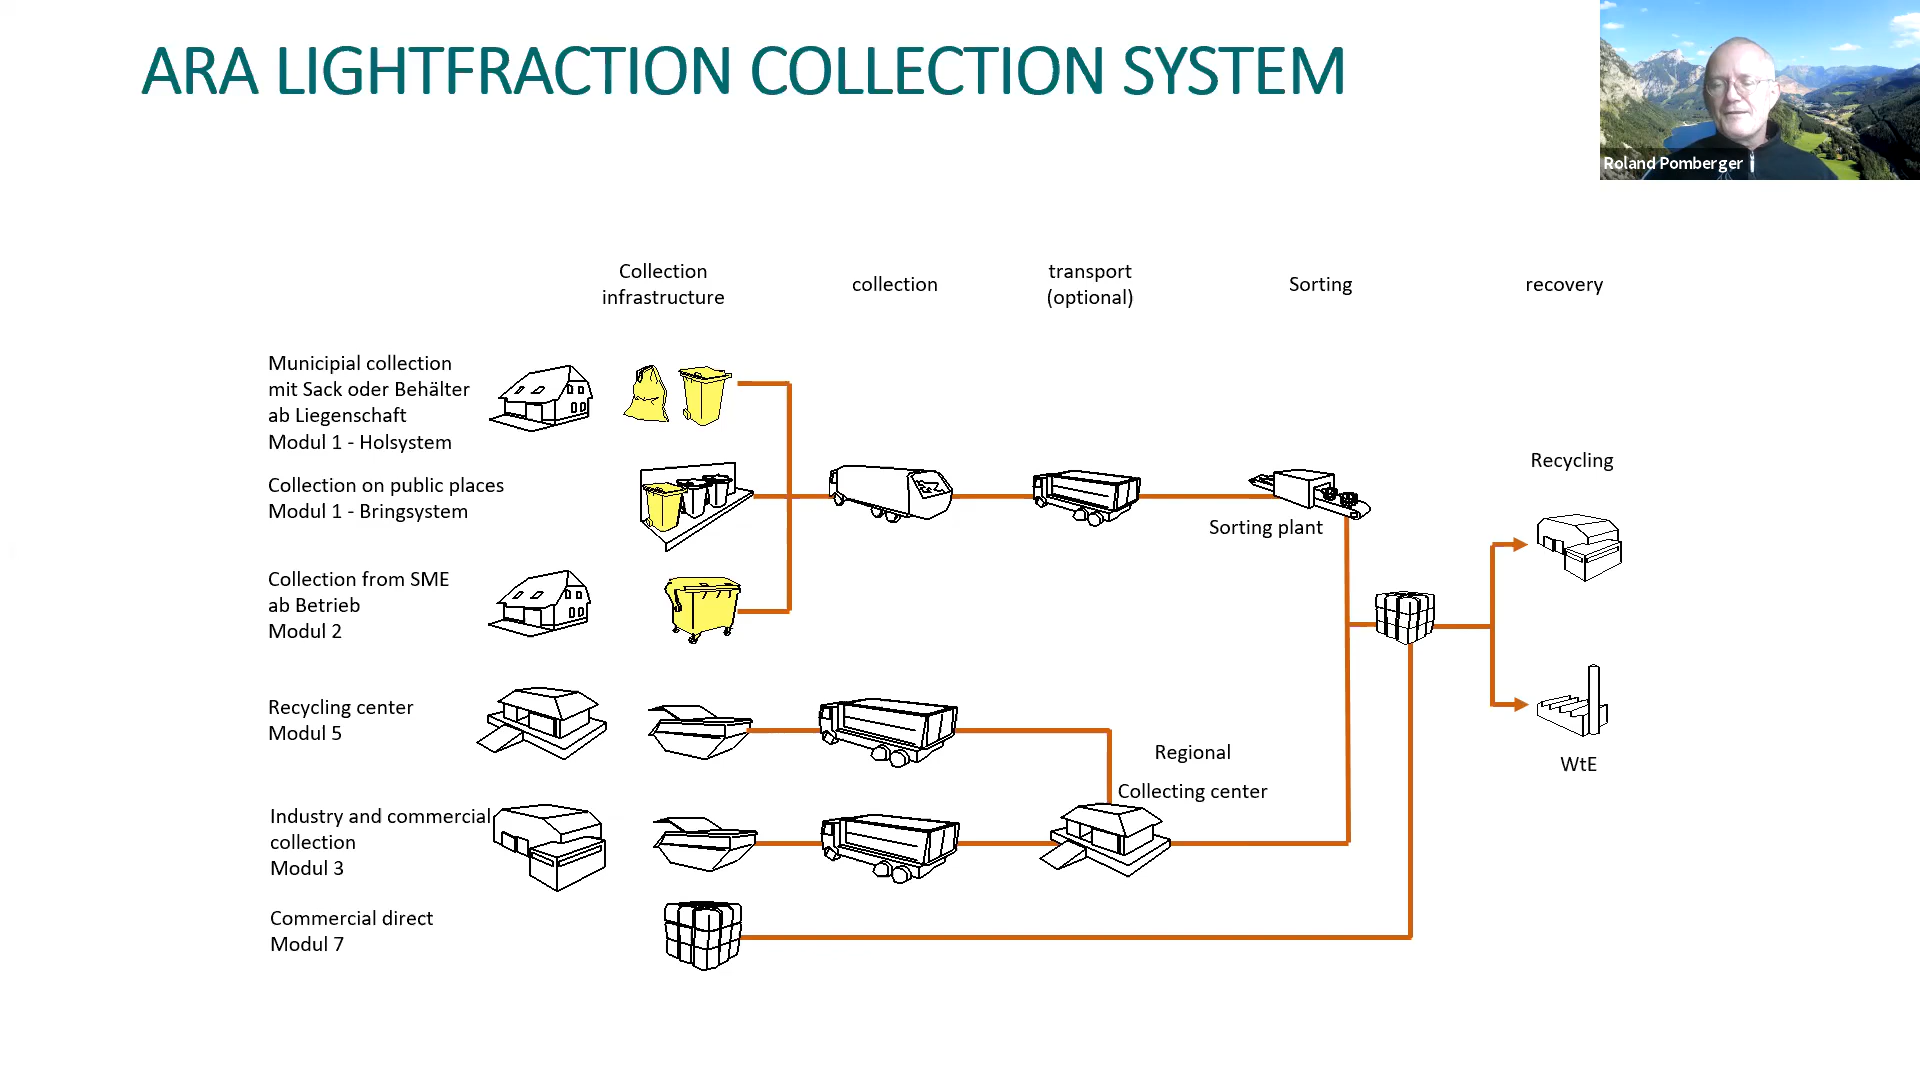 ARA LIGHTFRACTION COLLECTION SYSTEM
Roland Pomberger
Collection
infrastructure
collection
transport
(optional)
Sorting
recovery
Municipial collection
mit Sack oder Behälter
ab Liegenschaft
Modul 1 - Holsystem
Collection on public places
Modul 1 - Bringsystem
Collection from SME
ab Betrieb
Modul 2
Recycling center
Modul 5
Industry and commercial
collection
Modul 3
Commercial direct
Modul 7
Sorting plant
Regional
Collecting center
Recycling
WtE